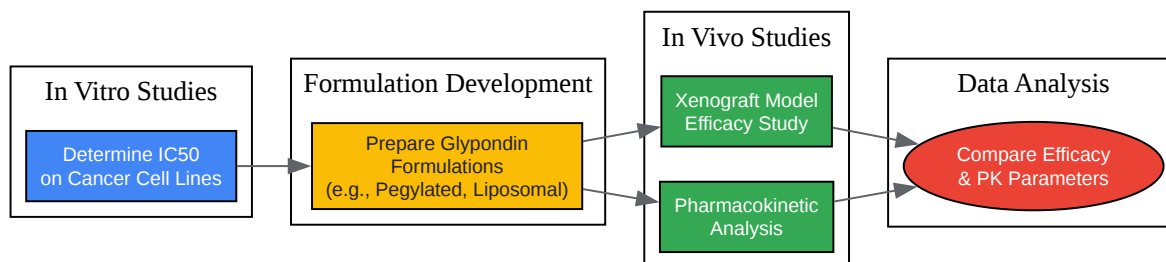 In Vitro Studies
Determine IC50
on Cancer Cell Lines
Formulation Development
Prepare Glypondin
Formulations
(e.g., Pegylated, Liposomal)
In Vivo Studies
Xenograft Model
Efficacy Study
Pharmacokinetic
Analysis
Data Analysis
Compare Efficacy
& PK Parameters